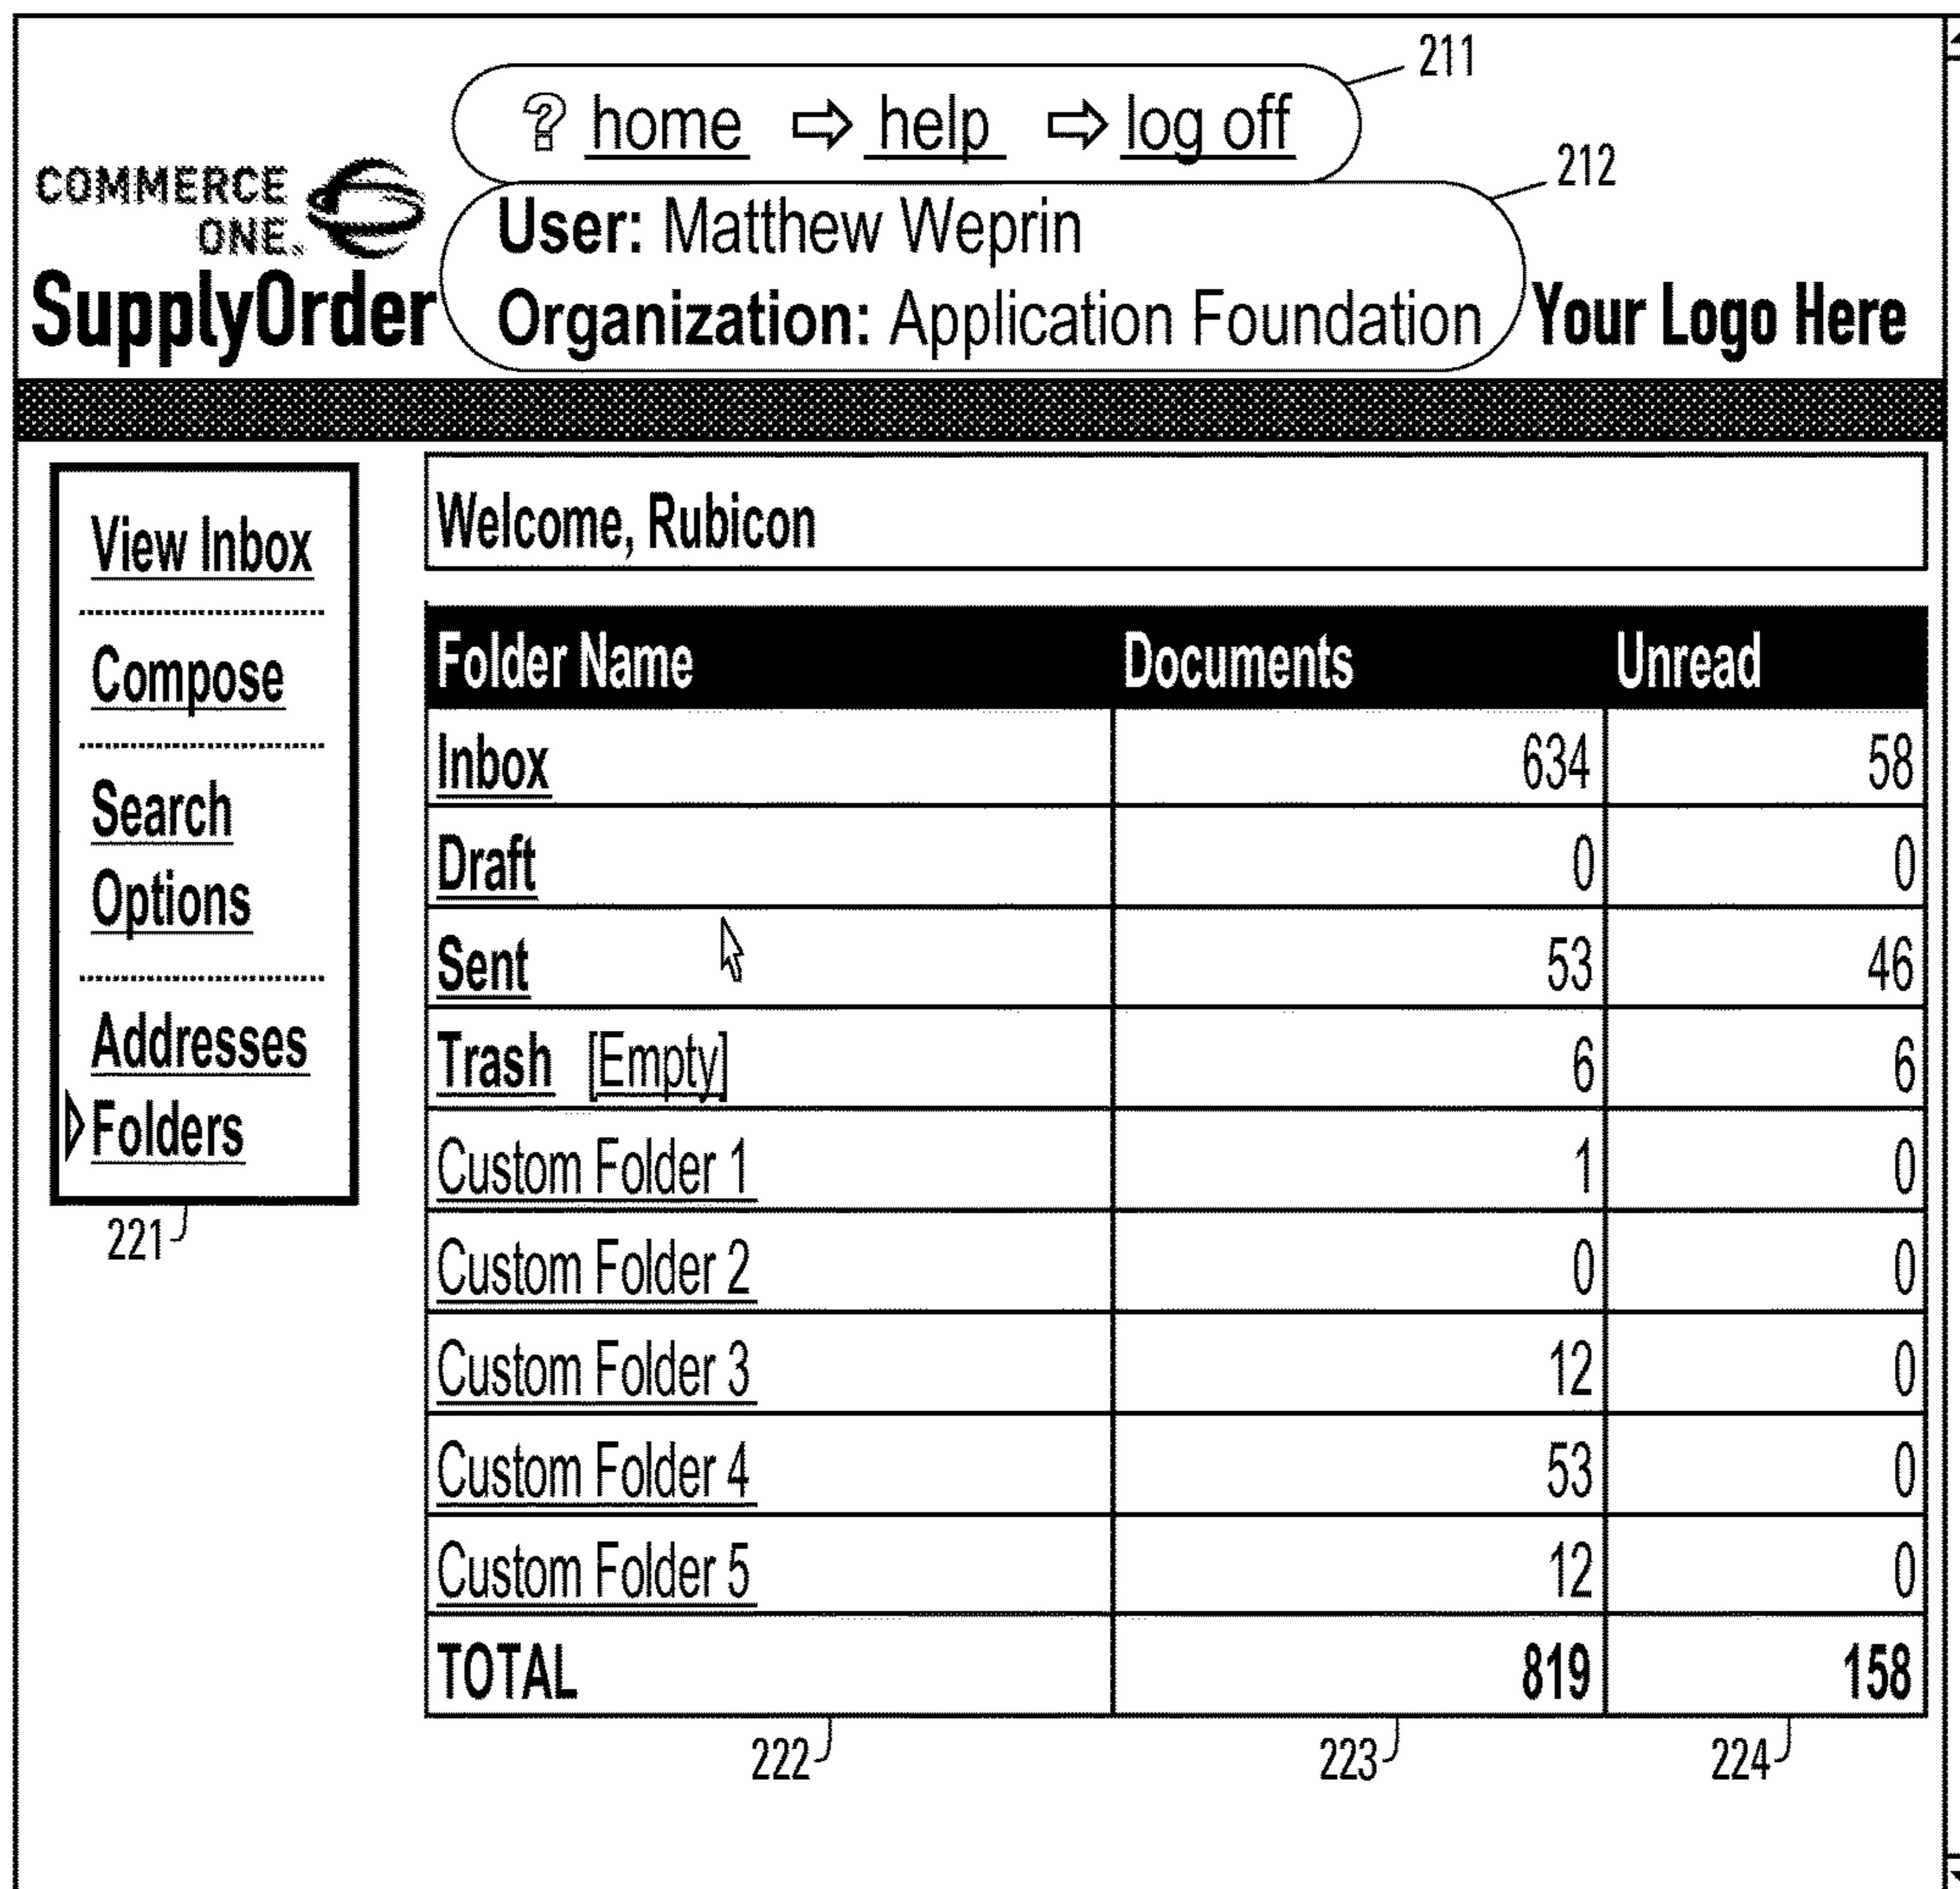 211
? home ⇨ help ⇨ log off
212
COMMERCE
ONE.
SupplyOrder
User: Matthew Weprin
Organization: Application Foundation
Your Logo Here
Welcome, Rubicon
View Inbox
Compose
Search
Options
Addresses
Folders
221
Folder Name Documents Unread
Inbox 634 58
Draft 0 0
Sent 53 46
Trash [Empty] 6 6
Custom Folder 1 1 0
Custom Folder 2 0 0
Custom Folder 3 12 0
Custom Folder 4 53 0
Custom Folder 5 12 0
TOTAL 819 158
222 223 224